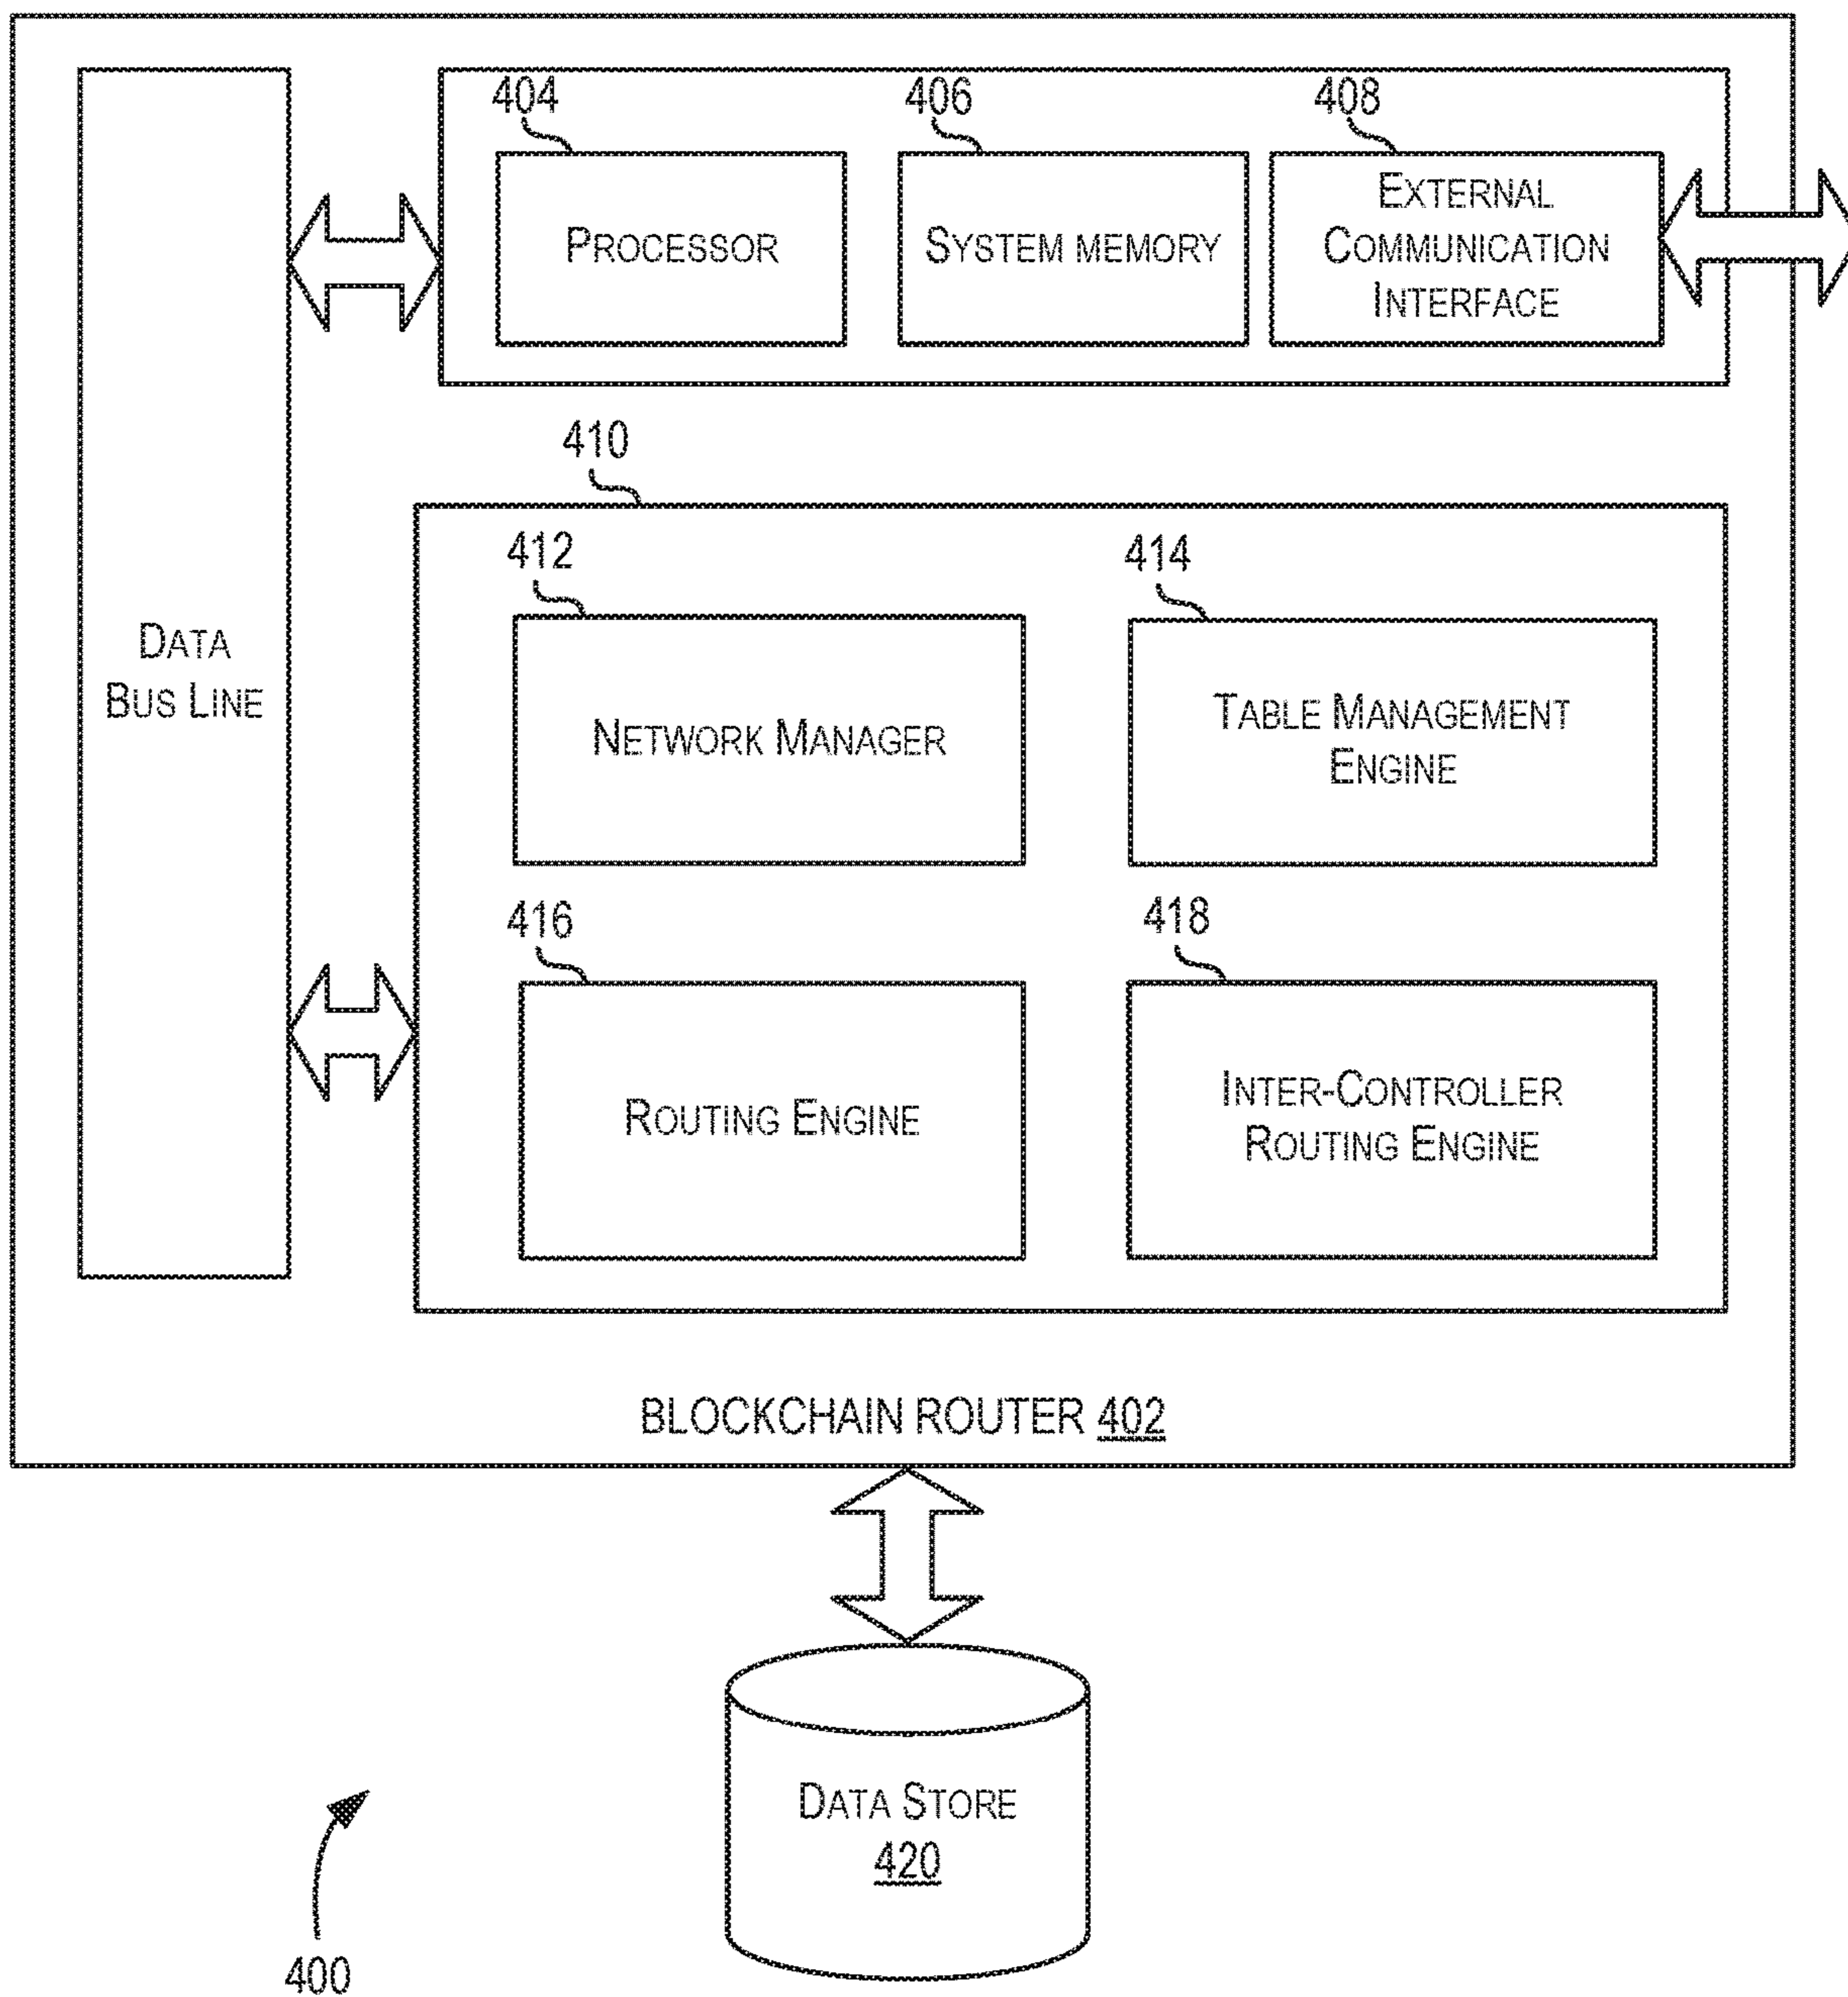 404
406
408
PROCESSOR
SYSTEM MEMORY
EXTERNAL
COMMUNICATION
INTERFACE
410
412
414
DATA
BUS LINE
NETWORK MANAGER
TABLE MANAGEMENT
ENGINE
416
418
ROUTING ENGINE
INTER-CONTROLLER
ROUTING ENGINE
BLOCKCHAIN ROUTER 402
DATA STORE
420
400